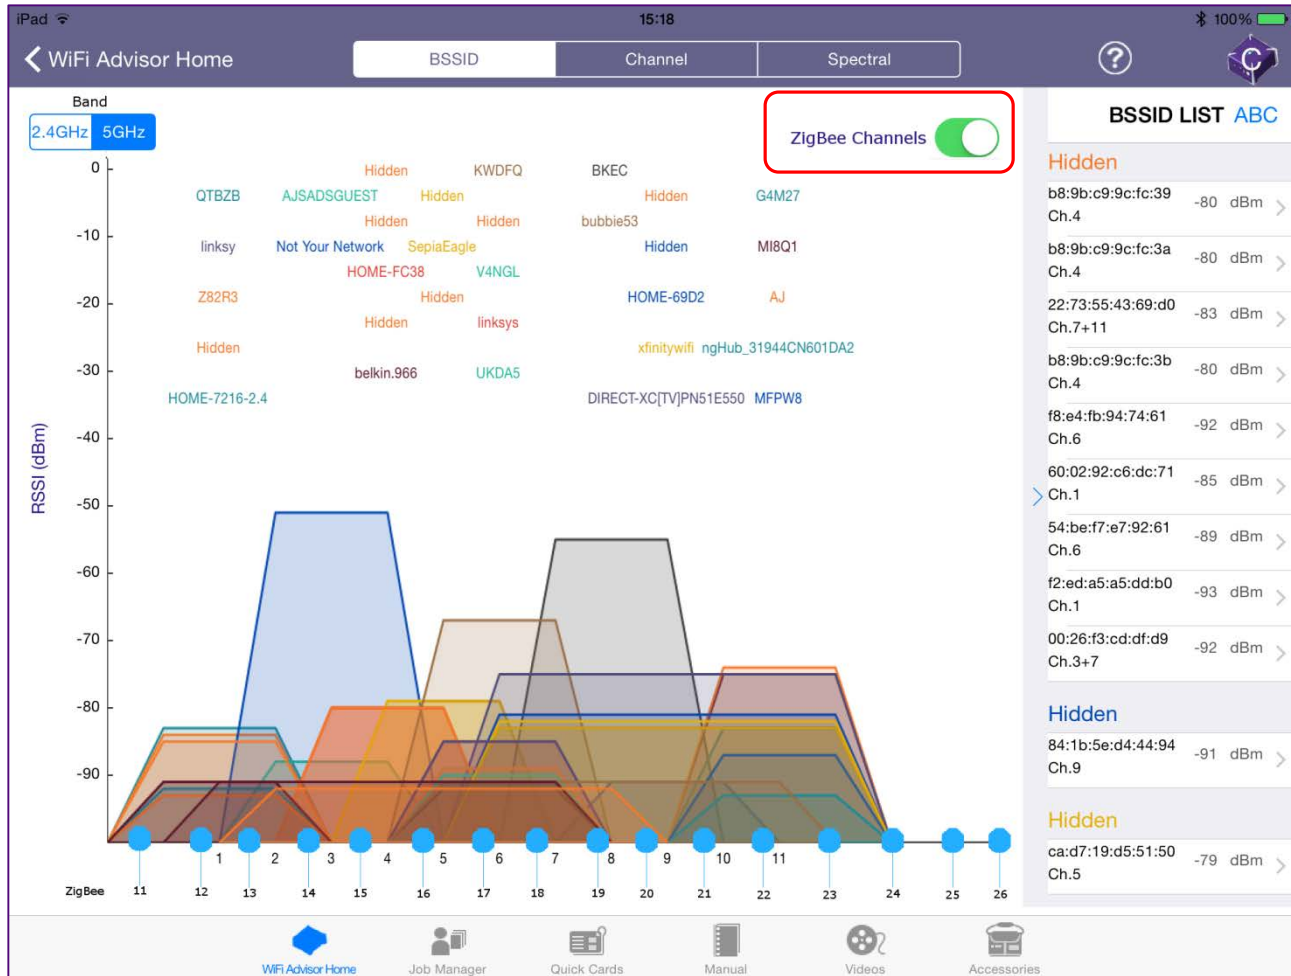 iPad 15:18 100%
WiFi Advisor Home BSSID Channel Spectral ?
Band
2.4GHz 5GHz
ZigBee Channels
BSSID LIST ABC
RSSI (dBm)
0
-10
-20
-30
-40
-50
-60
-70
-80
-90
Hidden KWDFQ BKEC
QTBZB AJSADSGUEST Hidden Hidden G4M27
Hidden Hidden bubbie53
linksy Not Your Network SepiaEagle Hidden MI8Q1
HOME-FC38 V4NGL
Z82R3 Hidden HOME-69D2 AJ
Hidden linksys
Hidden xfinitywifi ngHub_31944CN601DA2
belkin.966 UKDA5
HOME-7216-2.4 DIRECT-XC[TV]PN51E550 MFPW8
1 2 3 4 5 6 7 8 9 10 11
ZigBee 11 12 13 14 15 16 17 18 19 20 21 22 23 24 25 26
Hidden
b8:9b:c9:9c:fc:39 -80 dBm
Ch.4
b8:9b:c9:9c:fc:3a -80 dBm
Ch.4
22:73:55:43:69:d0 -83 dBm
Ch.7+11
b8:9b:c9:9c:fc:3b -80 dBm
Ch.4
f8:e4:fb:94:74:61 -92 dBm
Ch.6
60:02:92:c6:dc:71 -85 dBm
Ch.1
54:be:f7:e7:92:61 -89 dBm
Ch.6
f2:ed:a5:a5:dd:b0 -93 dBm
Ch.1
00:26:f3:cd:df:d9 -92 dBm
Ch.3+7
Hidden
84:1b:5e:d4:44:94 -91 dBm
Ch.9
Hidden
ca:d7:19:d5:51:50 -79 dBm
Ch.5
WiFi Advisor Home Job Manager Quick Cards Manual Videos Accessories